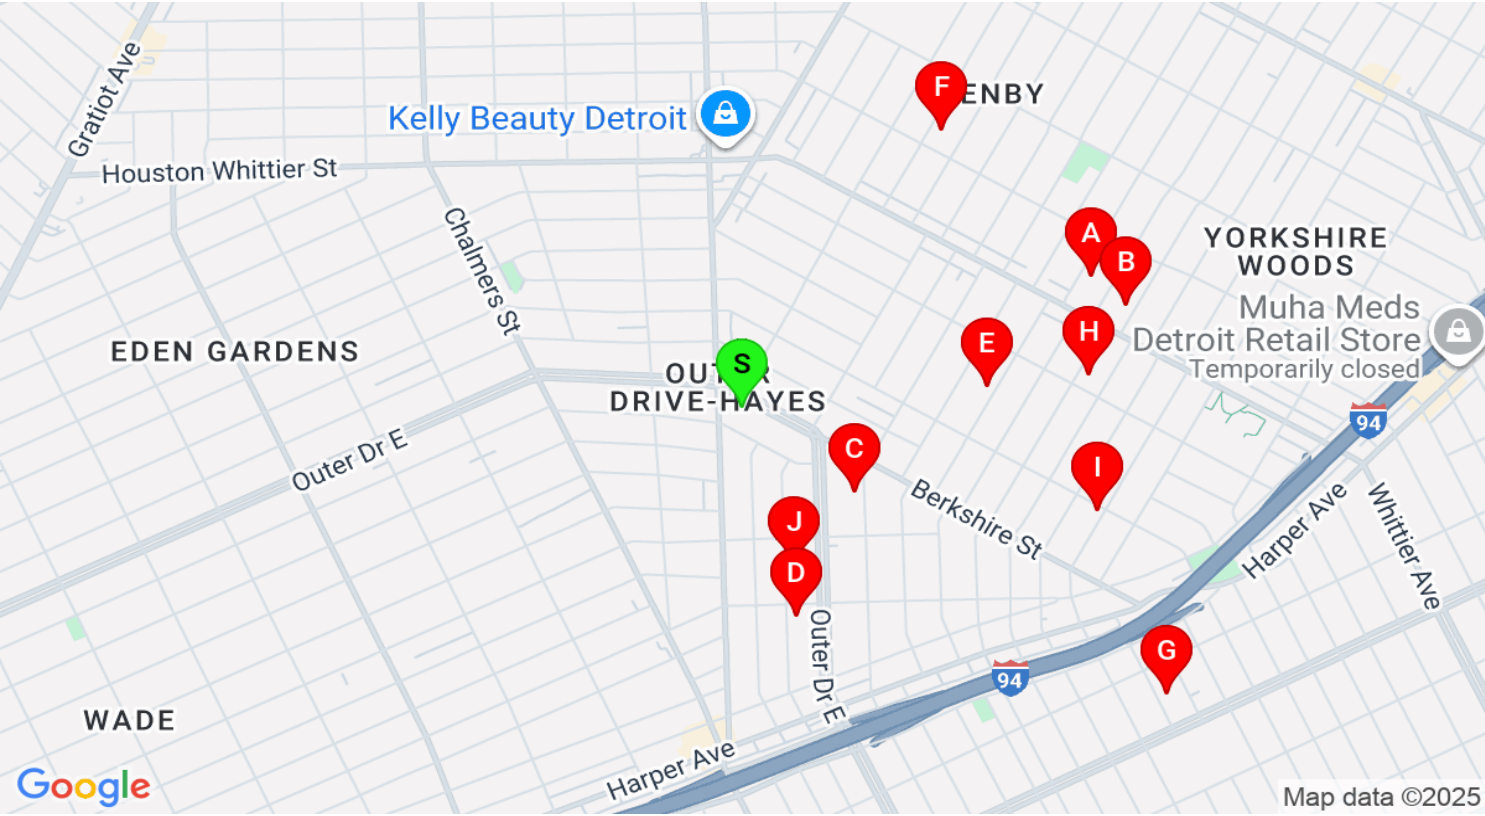 Gratiot Ave
F
ENBY
Kelly Beauty Detroit
Houston Whittier St
Chalmers St
A
B
YORKSHIRE
WOODS
Muha Meds
Detroit Retail Store
Temporarily closed
EDEN GARDENS
H
E
S
DRIVE-HAYES
94
C
I
Outer Dr E
Berkshire St
Harper Ave
Whittier Ave
J
D
Outer Dr E
G
94
WADE
Harper Ave
Google
Map data ©2025